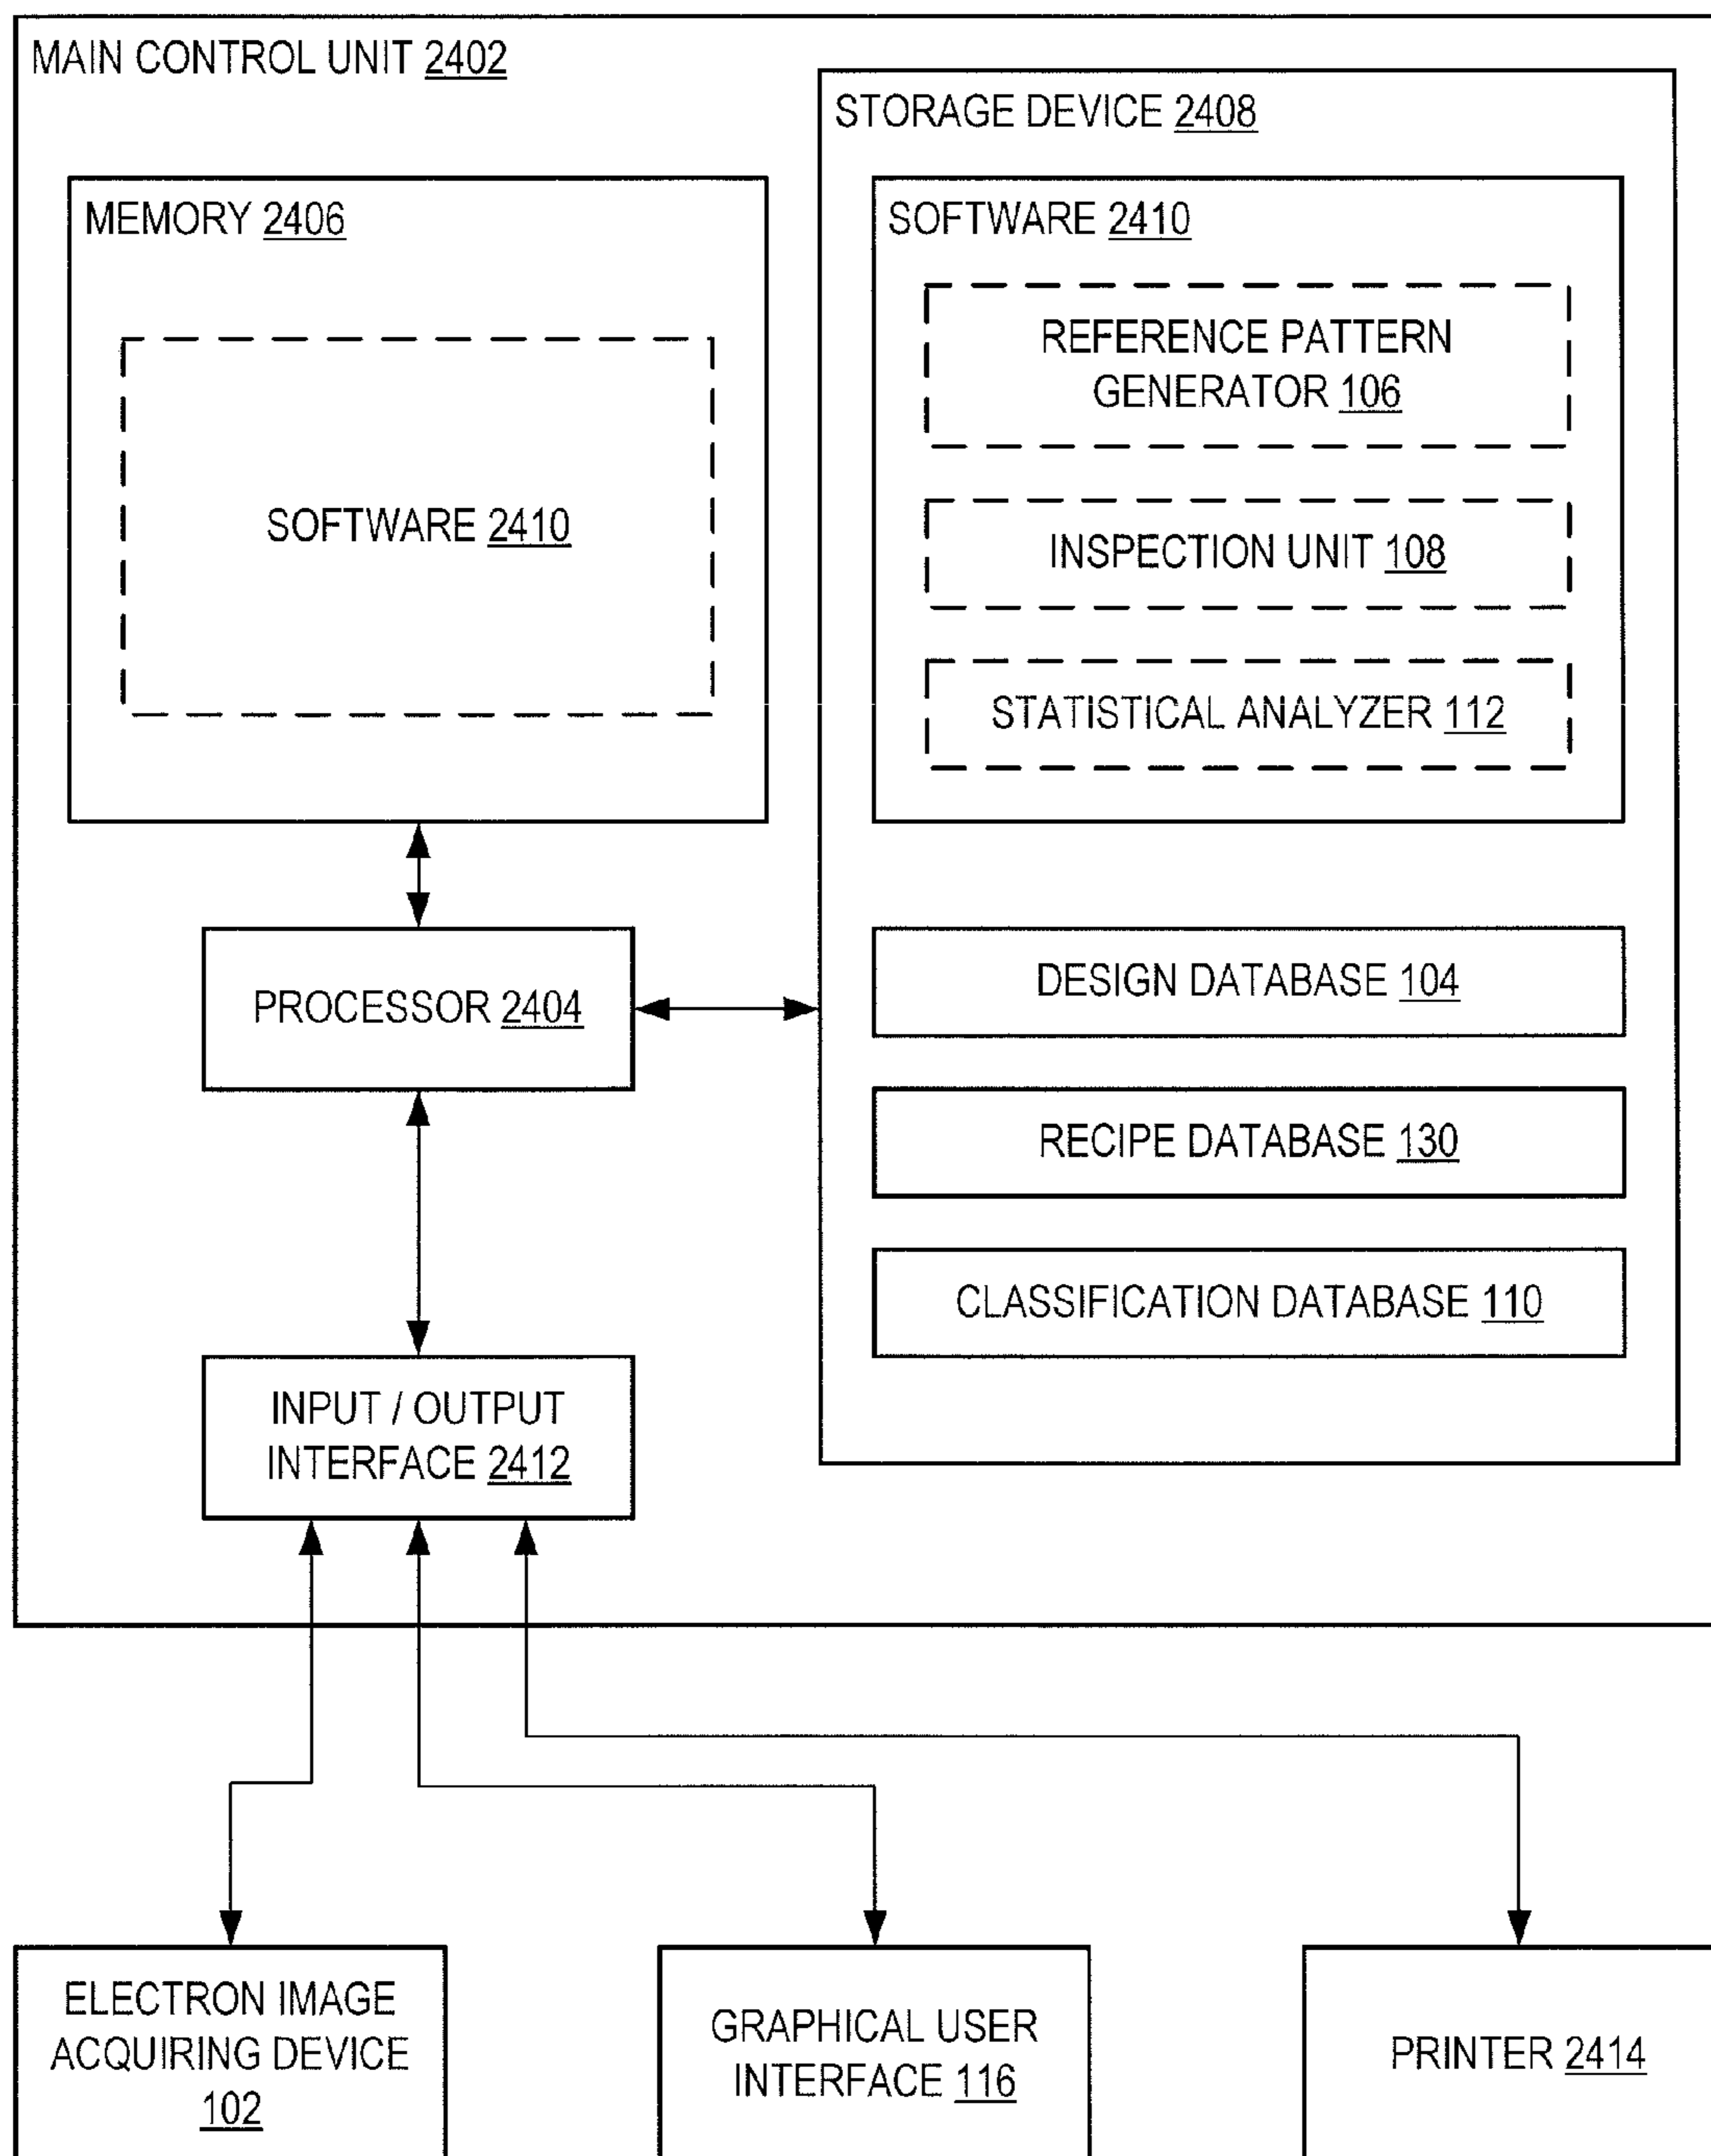 MAIN CONTROL UNIT 2402
STORAGE DEVICE 2408
MEMORY 2406
SOFTWARE 2410
SOFTWARE 2410
REFERENCE PATTERN
GENERATOR 106
INSPECTION UNIT 108
STATISTICAL ANALYZER 112
PROCESSOR 2404
DESIGN DATABASE 104
RECIPE DATABASE 130
CLASSIFICATION DATABASE 110
INPUT / OUTPUT
INTERFACE 2412
ELECTRON IMAGE
ACQUIRING DEVICE
102
GRAPHICAL USER
INTERFACE 116
PRINTER 2414